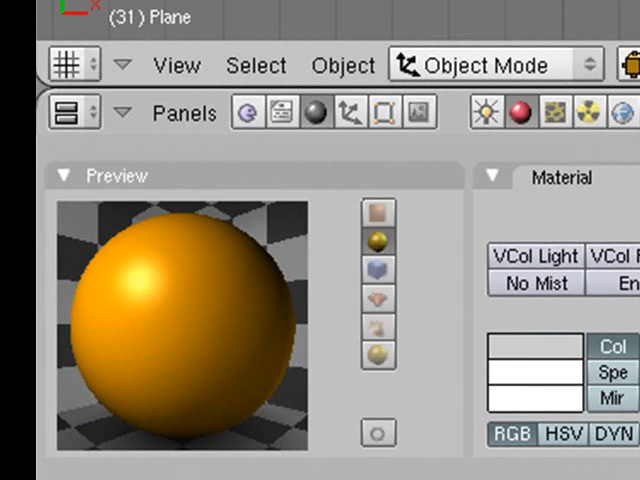 (31) Plane
View Select Object Object Mode
Panels
Preview
Material
VCol Light VCol
No Mist
Col
Spe
Mir
RGB HSV DYN